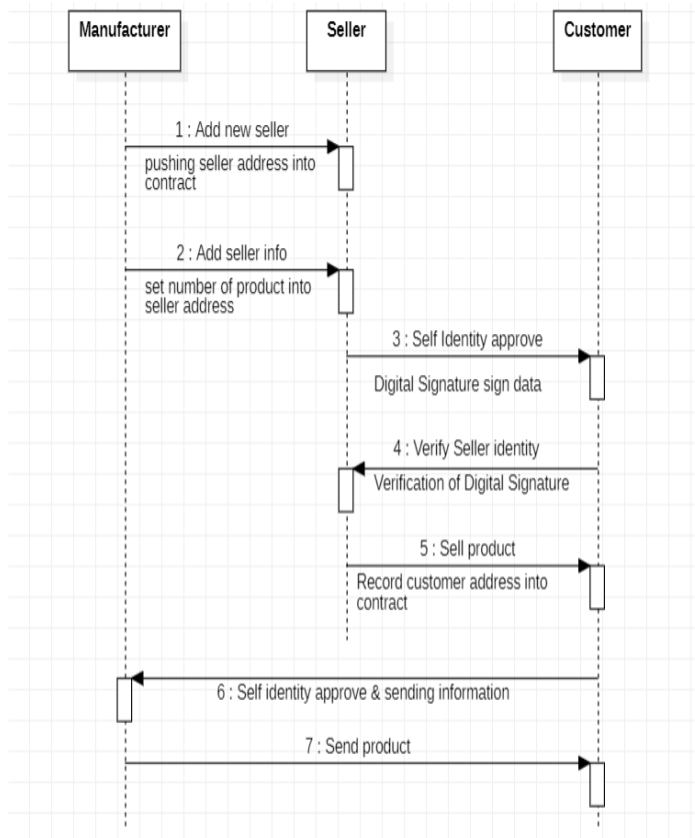 Manufacturer
Seller
Customer
1 : Add new seller
pushing seller address into
contract
2 : Add seller info
set number of product into
seller address
3 : Self Identity approve
Digital Signature sign data
4 : Verify Seller identity
Verification of Digital Signature
5 : Sell product
Record customer address into
contract
6 : Self identity approve & sending information
7 : Send product